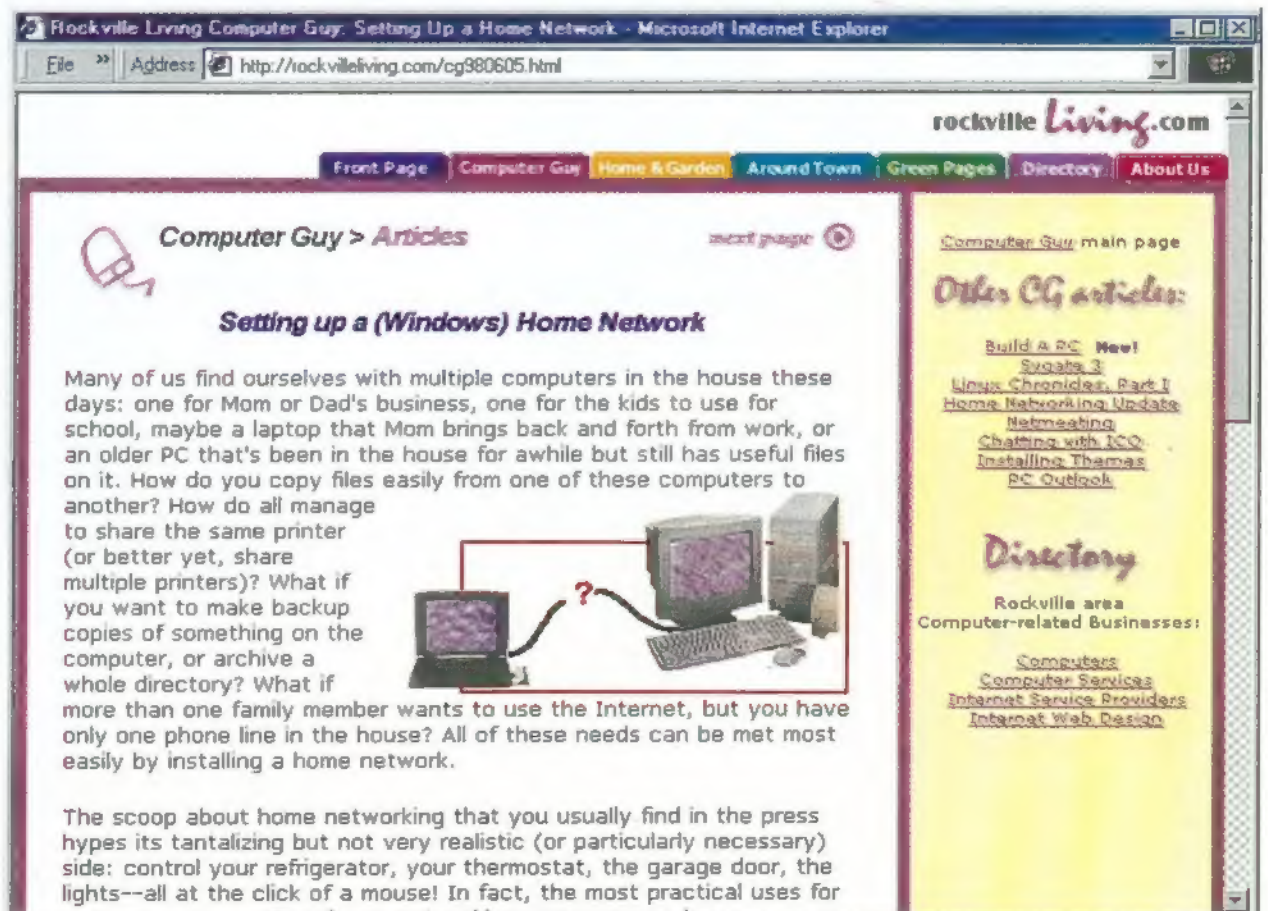 Rockville Living Computer Guy: Setting Up a Home Network - Microsoft Internet Explorer
File » Address http://rockvilleliving.com/cg980605.html
rockville Living.com
Front Page Computer Guy Home & Garden Around Town Green Pages Directory About Us
Computer Guy > Articles
next page
Setting up a (Windows) Home Network
Many of us find ourselves with multiple computers in the house these
days: one for Mom or Dad's business, one for the kids to use for
school, maybe a laptop that Mom brings back and forth from work, or
an older PC that's been in the house for awhile but still has useful files
on it. How do you copy files easily from one of these computers to
another? How do all manage
to share the same printer
(or better yet, share
multiple printers)? What if
you want to make backup
copies of something on the
computer, or archive a
whole directory? What if
?
more than one family member wants to use the Internet, but you have
only one phone line in the house? All of these needs can be met most
easily by installing a home network.
The scoop about home networking that you usually find in the press
hypes its tantalizing but not very realistic (or particularly necessary)
side: control your refrigerator, your thermostat, the garage door, the
lights--all at the click of a mouse! In fact, the most practical uses for
Computer Guy main page
Other CG articles:
Build A PC New!
Sygate 3
Linux Chronicles, Part I
Home Networking Update
Netmeeting
Chatting with ICQ
Installing Themes
PC Outlook
Directory
Rockville area
Computer-related Businesses:
Computers
Computer Services
Internet Service Providers
Internet Web Design